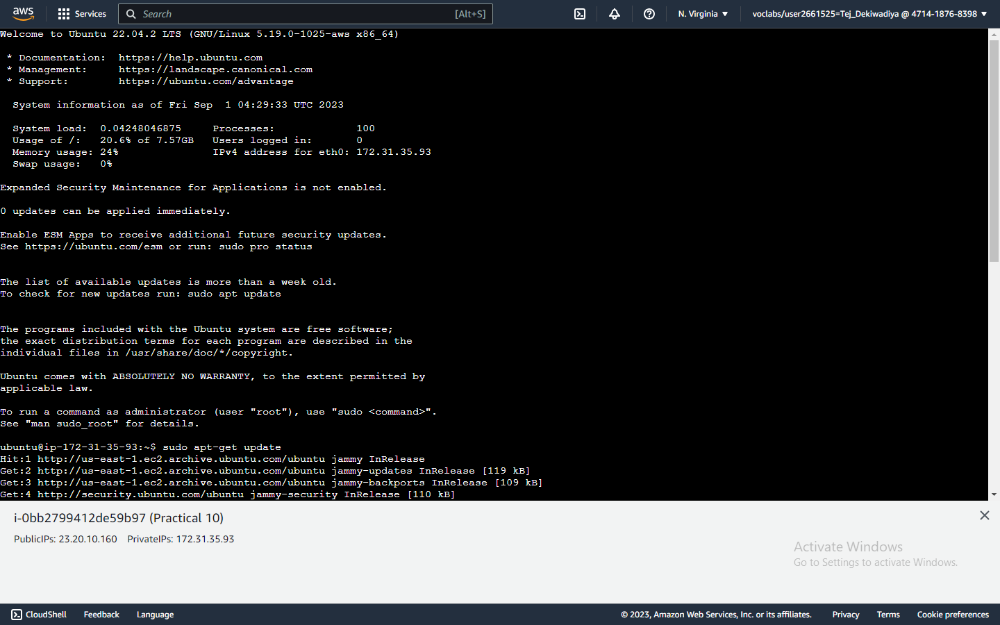 aws Services Search [Alt+S] N. Virginia voclabs/user2661525=Tej_Dekiwadiya @ 4714-1876-8398
Welcome to Ubuntu 22.04.2 LTS (GNU/Linux 5.19.0-1025-aws x86_64)
* Documentation: https://help.ubuntu.com
* Management: https://landscape.canonical.com
* Support: https://ubuntu.com/advantage
System information as of Fri Sep 1 04:29:33 UTC 2023
System load: 0.04248046875 Processes: 100
Usage of /: 20.6% of 7.57GB Users logged in: 0
Memory usage: 24% IPv4 address for eth0: 172.31.35.93
Swap usage: 0%
Expanded Security Maintenance for Applications is not enabled.
0 updates can be applied immediately.
Enable ESM Apps to receive additional future security updates.
See https://ubuntu.com/esm or run: sudo pro status
The list of available updates is more than a week old.
To check for new updates run: sudo apt update
The programs included with the Ubuntu system are free software;
the exact distribution terms for each program are described in the
individual files in /usr/share/doc/*/copyright.
Ubuntu comes with ABSOLUTELY NO WARRANTY, to the extent permitted by
applicable law.
To run a command as administrator (user "root"), use "sudo <command>".
See "man sudo_root" for details.
ubuntu@ip-172-31-35-93:~$ sudo apt-get update
Hit:1 http://us-east-1.ec2.archive.ubuntu.com/ubuntu jammy InRelease
Get:2 http://us-east-1.ec2.archive.ubuntu.com/ubuntu jammy-updates InRelease [119 kB]
Get:3 http://us-east-1.ec2.archive.ubuntu.com/ubuntu jammy-backports InRelease [109 kB]
Get:4 http://security.ubuntu.com/ubuntu jammy-security InRelease [110 kB]
i-0bb2799412de59b97 (Practical 10)
PublicIPs: 23.20.10.160 PrivateIPs: 172.31.35.93
Activate Windows
Go to Settings to activate Windows.
CloudShell Feedback Language © 2023, Amazon Web Services, Inc. or its affiliates. Privacy Terms Cookie preferences